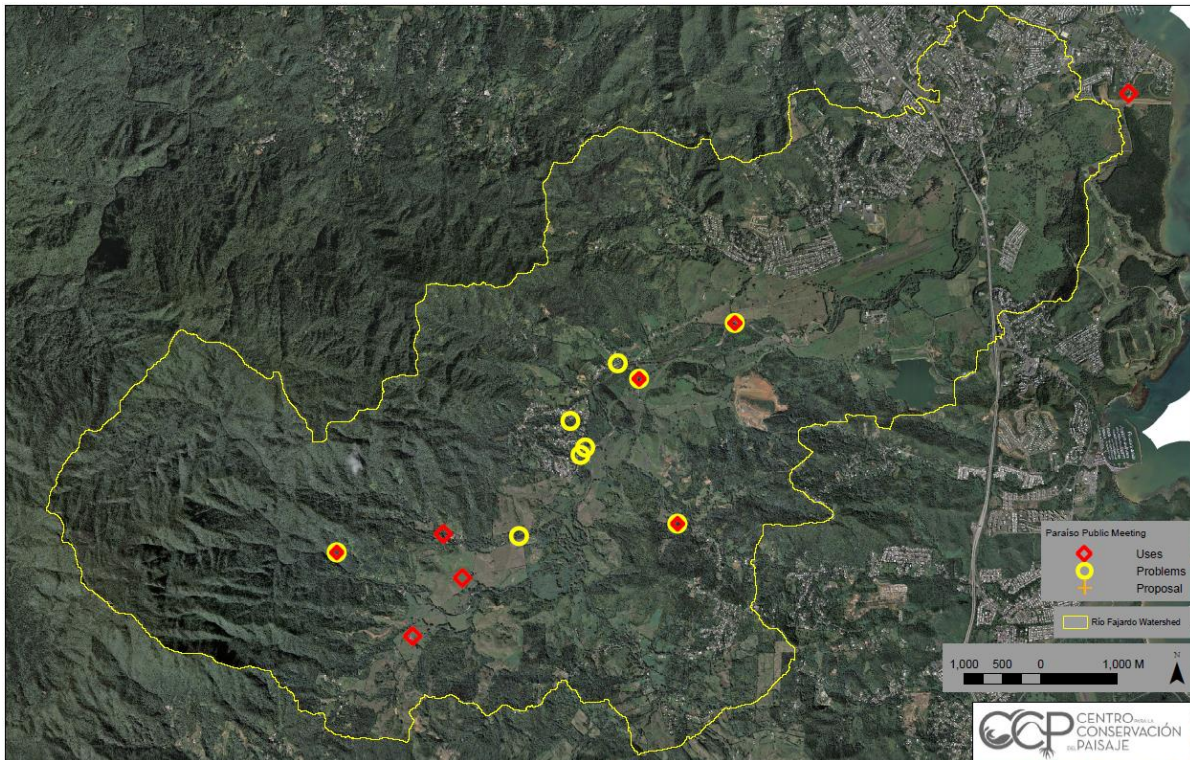 Paraíso Public Meeting
Uses
Problems
Proposal
Río Fajardo Watershed
1,000 500 0 1,000 M
N
CCP
CENTRO PARA LA
CONSERVACIÓN
DEL PAISAJE